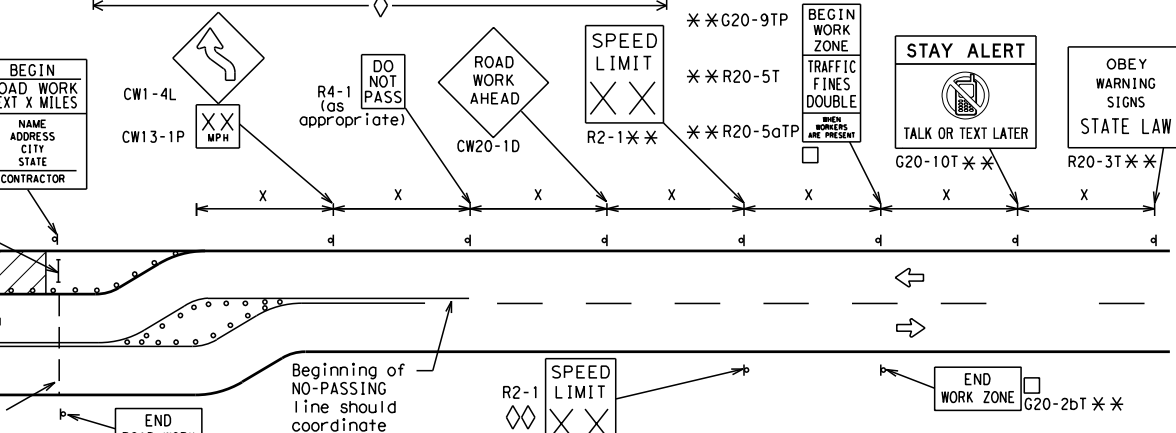 BEGIN
ROAD WORK
NEXT X MILES
NAME
ADDRESS
CITY
STATE
CONTRACTOR
CW1-4L
CW13-1P
X X
MPH
R4-1
(as
appropriate)
DO
NOT
PASS
ROAD
WORK
AHEAD
CW20-1D
SPEED
LIMIT
X X
R2-1**
**G20-9TP
**R20-5T
**R20-5aTP
BEGIN
WORK
ZONE
TRAFFIC
FINES
DOUBLE
WHEN
WORKERS
ARE PRESENT
STAY ALERT
TALK OR TEXT LATER
G20-10T**
OBEY
WARNING
SIGNS
STATE LAW
R20-3T**
X X X X X X X
Beginning of
NO-PASSING
line should
coordinate
R2-1
SPEED
LIMIT
X X
END
WORK ZONE
G20-2bT**
END
ROAD WORK